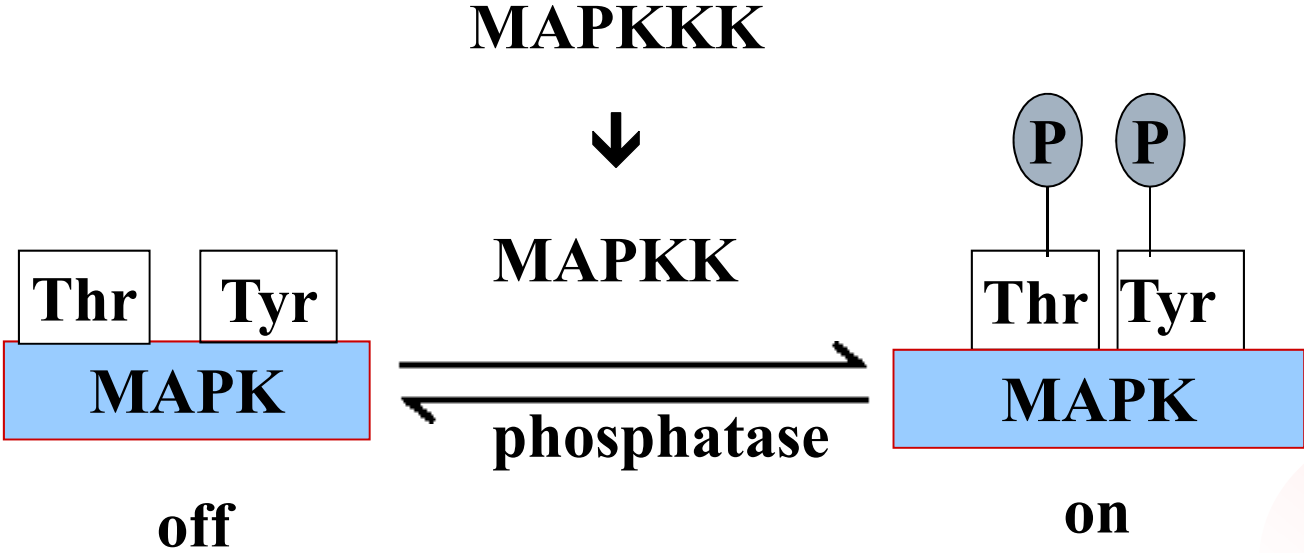 MAPKKK
P P
MAPKK
Thr Tyr
Thr Tyr
MAPK
MAPK
phosphatase
off
on